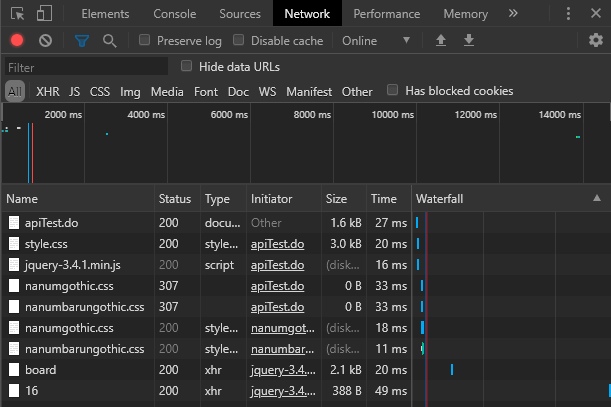 Elements Console Sources Network Performance Memory
Preserve log Disable cache Online
Filter Hide data URLs
All XHR JS CSS Img Media Font Doc WS Manifest Other Has blocked cookies
2000 ms 4000 ms 6000 ms 8000 ms 10000 ms 12000 ms 14000 ms
Name Status Type Initiator Size Time Waterfall
apiTest.do 200 docu... Other 1.6 kB 27 ms
style.css 200 style... apiTest.do 3.0 kB 20 ms
jquery-3.4.1.min.js 200 script apiTest.do (disk... 16 ms
nanumgothic.css 307 apiTest.do 0 B 33 ms
nanumbarungothic.css 307 apiTest.do 0 B 33 ms
nanumgothic.css 200 style... nanumgot... (disk... 18 ms
nanumbarungothic.css 200 style... nanumbar... (disk... 11 ms
board 200 xhr jquery-3.4... 2.1 kB 20 ms
16 200 xhr jquery-3.4... 388 B 49 ms